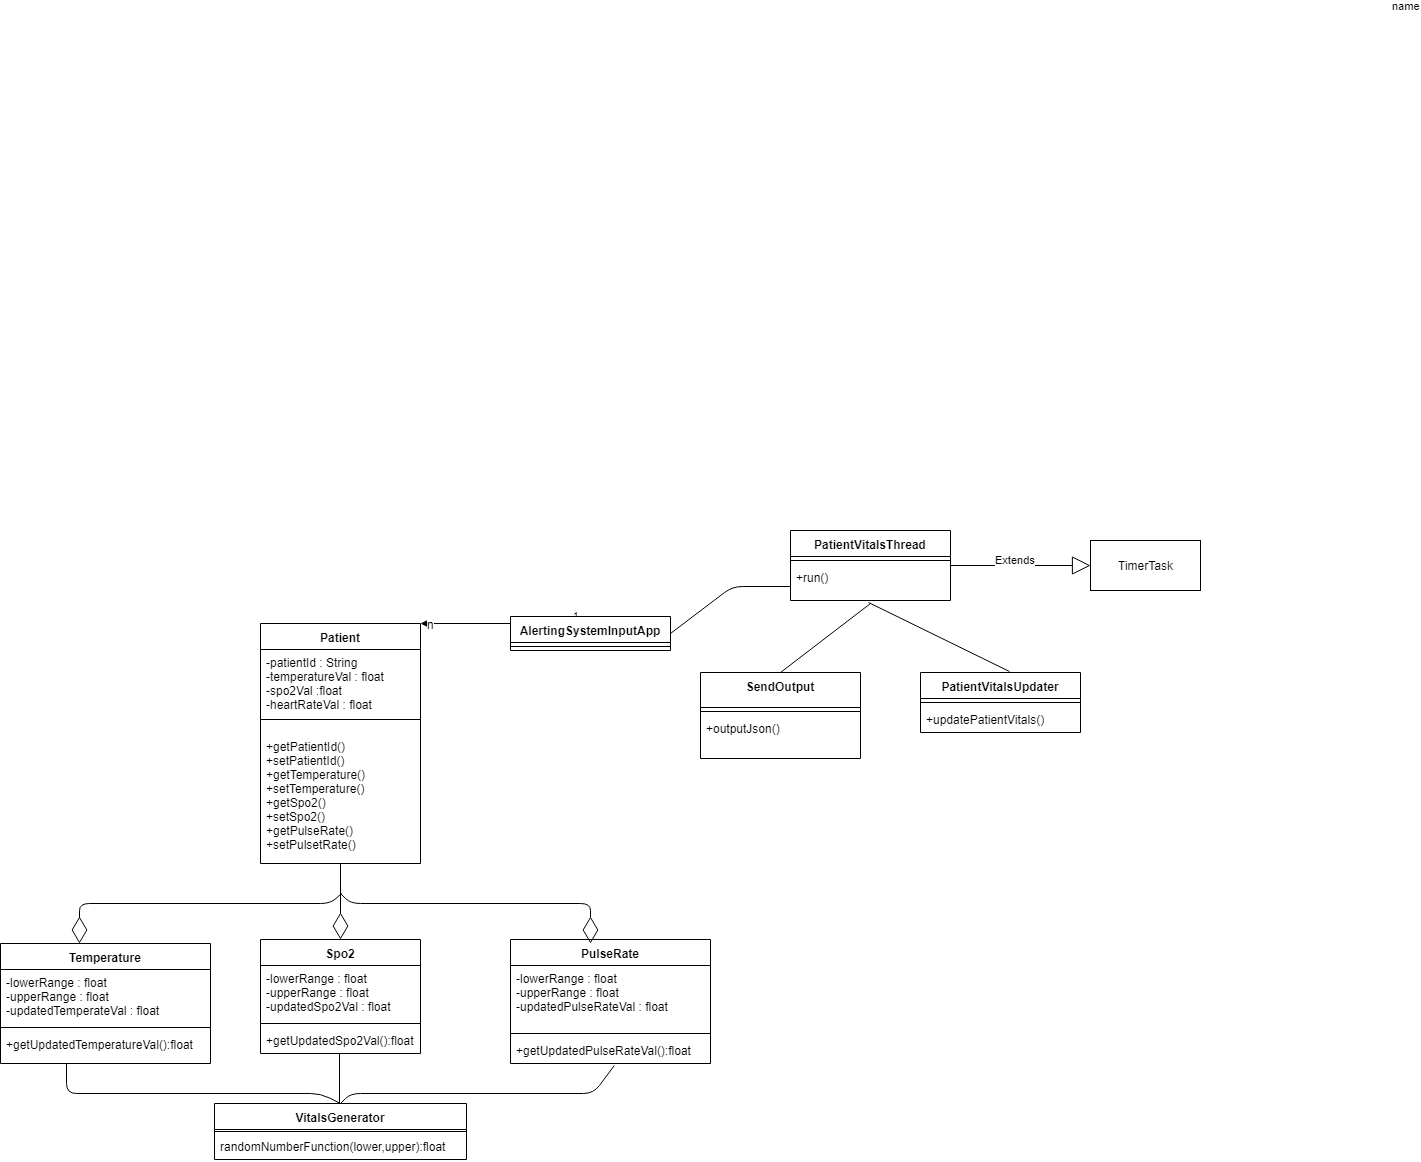 name
PatientVitalsThread
+run()
Extends
TimerTask
1
AlertingSystemInputApp
n
Patient
-patientId : String
-temperatureVal : float
-spo2Val :float
-heartRateVal : float
+getPatientId()
+setPatientId()
+getTemperature()
+setTemperature()
+getSpo2()
+setSpo2()
+getPulseRate()
+setPulsetRate()
SendOutput
+outputJson()
PatientVitalsUpdater
+updatePatientVitals()
Temperature
-lowerRange : float
-upperRange : float
-updatedTemperateVal : float
+getUpdatedTemperatureVal():float
Spo2
-lowerRange : float
-upperRange : float
-updatedSpo2Val : float
+getUpdatedSpo2Val():float
PulseRate
-lowerRange : float
-upperRange : float
-updatedPulseRateVal : float
+getUpdatedPulseRateVal():float
VitalsGenerator
randomNumberFunction(lower,upper):float